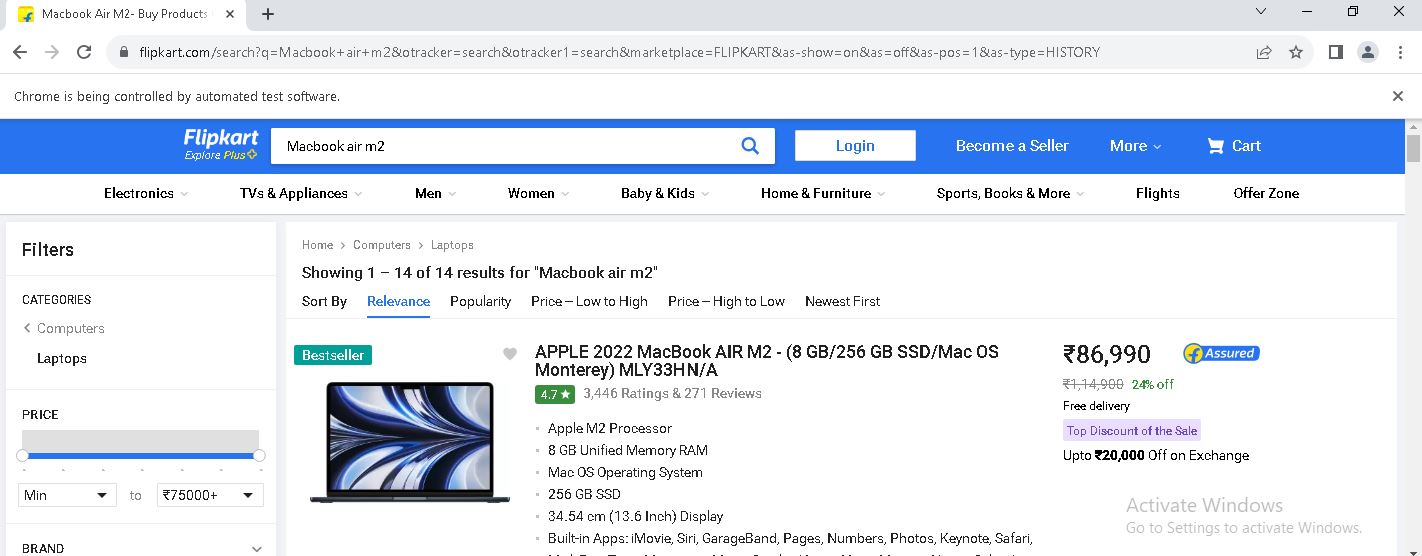 Macbook Air M2- Buy Products
flipkart.com/search?q=Macbook+air+m2&otracker=search&otracker1=search&marketplace=FLIPKART&as-show=on&as=off&as-pos=1&as-type=HISTORY
Chrome is being controlled by automated test software.
Flipkart
Explore Plus
Macbook air m2
Login
Become a Seller
More
Cart
Electronics
TVs & Appliances
Men
Women
Baby & Kids
Home & Furniture
Sports, Books & More
Flights
Offer Zone
Filters
CATEGORIES
Computers
Laptops
PRICE
Min
to
₹75000+
BRAND
Home > Computers > Laptops
Showing 1 – 14 of 14 results for "Macbook air m2"
Sort By Relevance Popularity Price – Low to High Price – High to Low Newest First
Bestseller
APPLE 2022 MacBook AIR M2 - (8 GB/256 GB SSD/Mac OS
Monterey) MLY33HN/A
4.7 ★ 3,446 Ratings & 271 Reviews
Apple M2 Processor
8 GB Unified Memory RAM
Mac OS Operating System
256 GB SSD
34.54 cm (13.6 Inch) Display
Built-in Apps: iMovie, Siri, GarageBand, Pages, Numbers, Photos, Keynote, Safari,
₹86,990
Assured
₹1,14,900 24% off
Free delivery
Top Discount of the Sale
Upto ₹20,000 Off on Exchange
Activate Windows
Go to Settings to activate Windows.